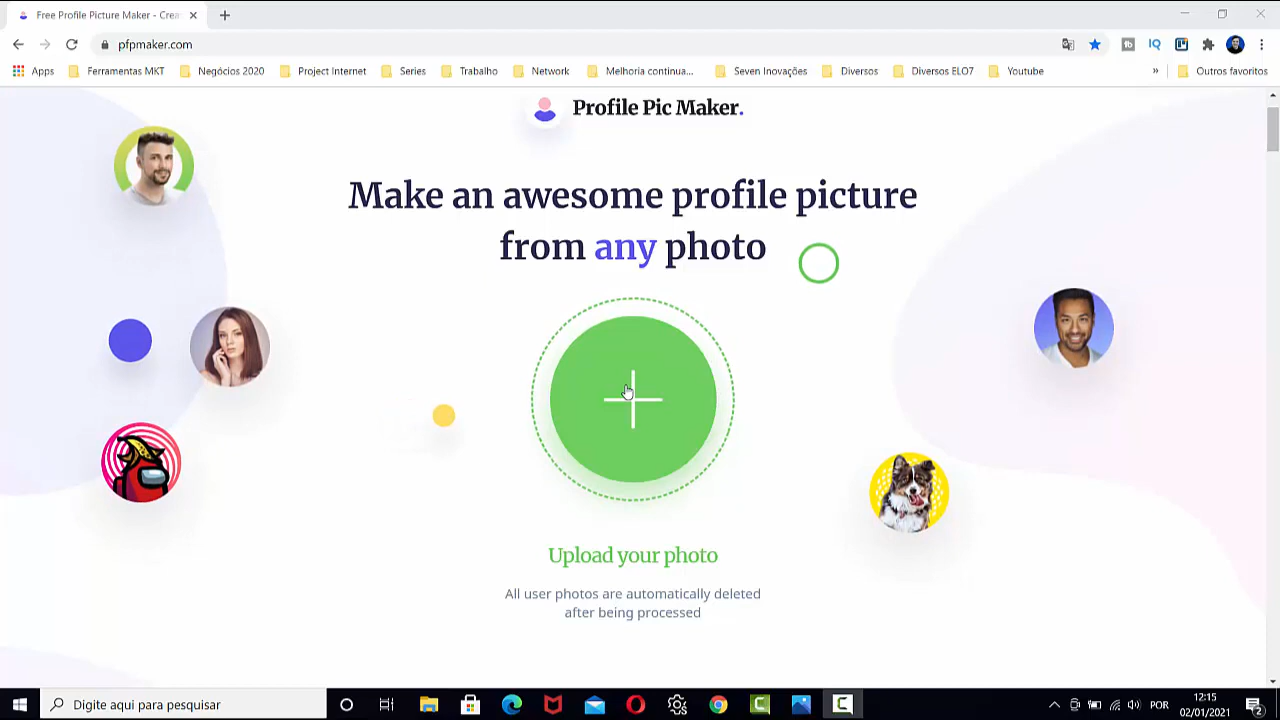 Free Profile Picture Maker - Crea
pfpmaker.com
Apps
Ferramentas MKT
Negócios 2020
Project Internet
Series
Trabalho
Network
Melhoria continua...
Seven Inovações
Diversos
Diversos ELO7
Youtube
»
Outros favoritos
Profile Pic Maker.
Make an awesome profile picture
from any photo
Upload your photo
All user photos are automatically deleted
after being processed
Digite aqui para pesquisar
POR
12:15
02/01/2021
2